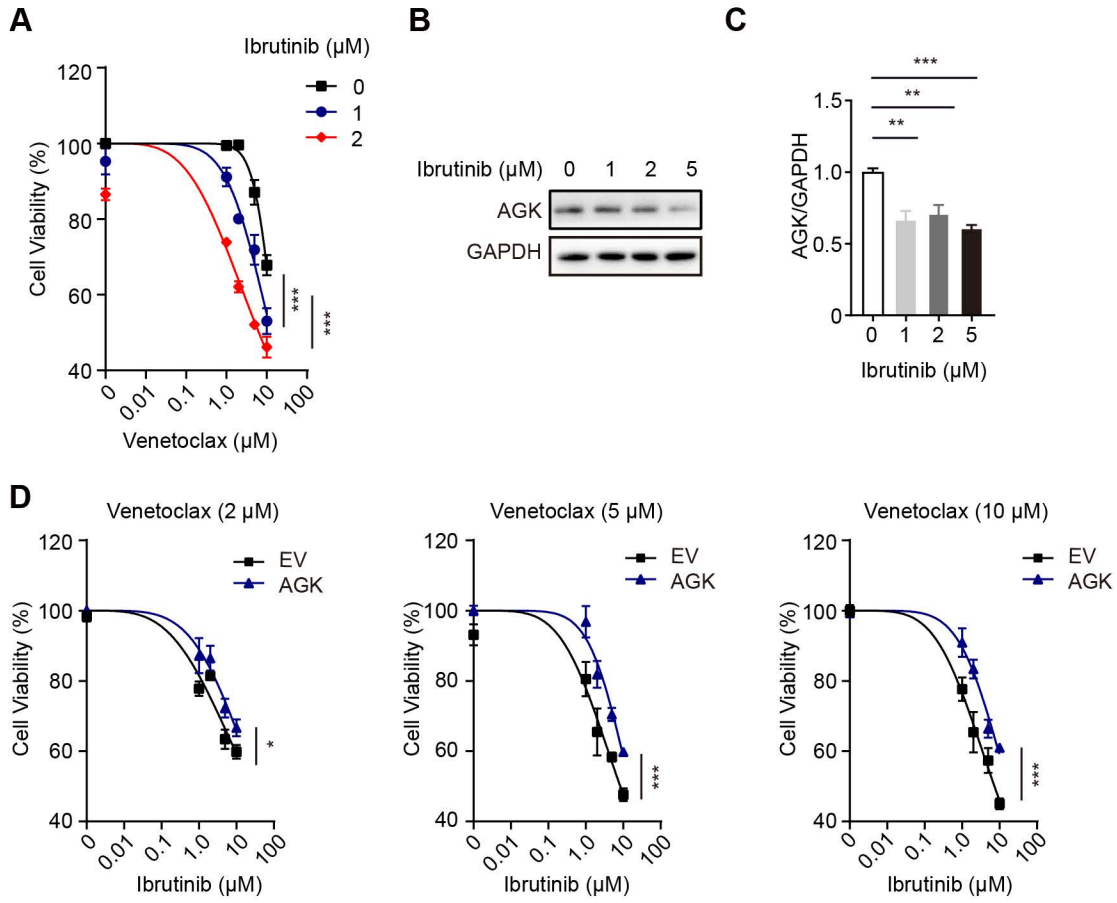 A
Ibrutinib (µM)
0
1
2
120
100
80
60
40
Cell Viability (%)
***
***
0 0.01 0.1 1.0 10 100
Venetoclax (µM)
B
Ibrutinib (µM) 0 1 2 5
AGK
GAPDH
C
***
**
**
1.5
1.0
0.5
0
AGK/GAPDH
0 1 2 5
Ibrutinib (µM)
D
Venetoclax (2 µM)
EV
AGK
120
100
80
60
40
Cell Viability (%)
*
0 0.01 0.1 1.0 10 100
Ibrutinib (µM)
Venetoclax (5 µM)
EV
AGK
120
100
80
60
40
Cell Viability (%)
***
0 0.01 0.1 1.0 10 100
Ibrutinib (µM)
Venetoclax (10 µM)
EV
AGK
120
100
80
60
40
Cell Viability (%)
***
0 0.01 0.1 1.0 10 100
Ibrutinib (µM)